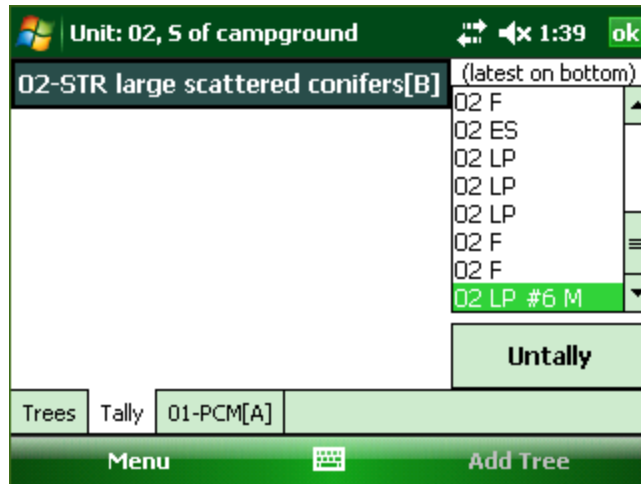 Unit: 02, S of campground 1:39 ok
02-STR large scattered conifers[B]
(latest on bottom)
02 F
02 ES
02 LP
02 LP
02 LP
02 F
02 F
02 LP #6 M
Untally
Trees Tally 01-PCM[A]
Menu Add Tree